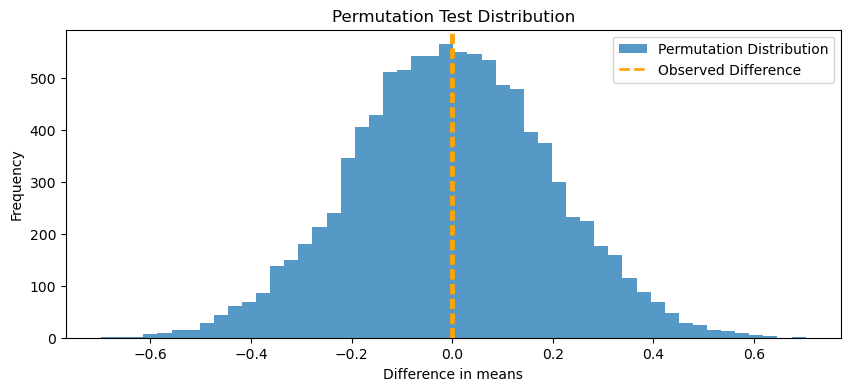 Permutation Test Distribution
Permutation Distribution
Observed Difference
Frequency
500
400
300
200
100
0
−0.6 −0.4 −0.2 0.0 0.2 0.4 0.6
Difference in means